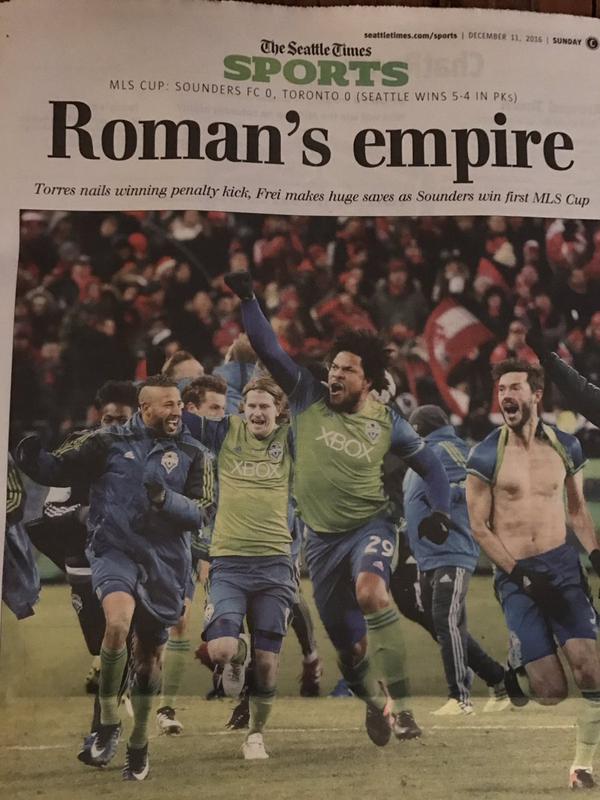 seattletimes.com/sports | DECEMBER 11, 2016 | SUNDAY C
The Seattle Times
SPORTS
MLS CUP: SOUNDERS FC 0, TORONTO 0 (SEATTLE WINS 5-4 IN PKs)
Roman's empire
Torres nails winning penalty kick, Frei makes huge saves as Sounders win first MLS Cup
XBOX
XBOX
29